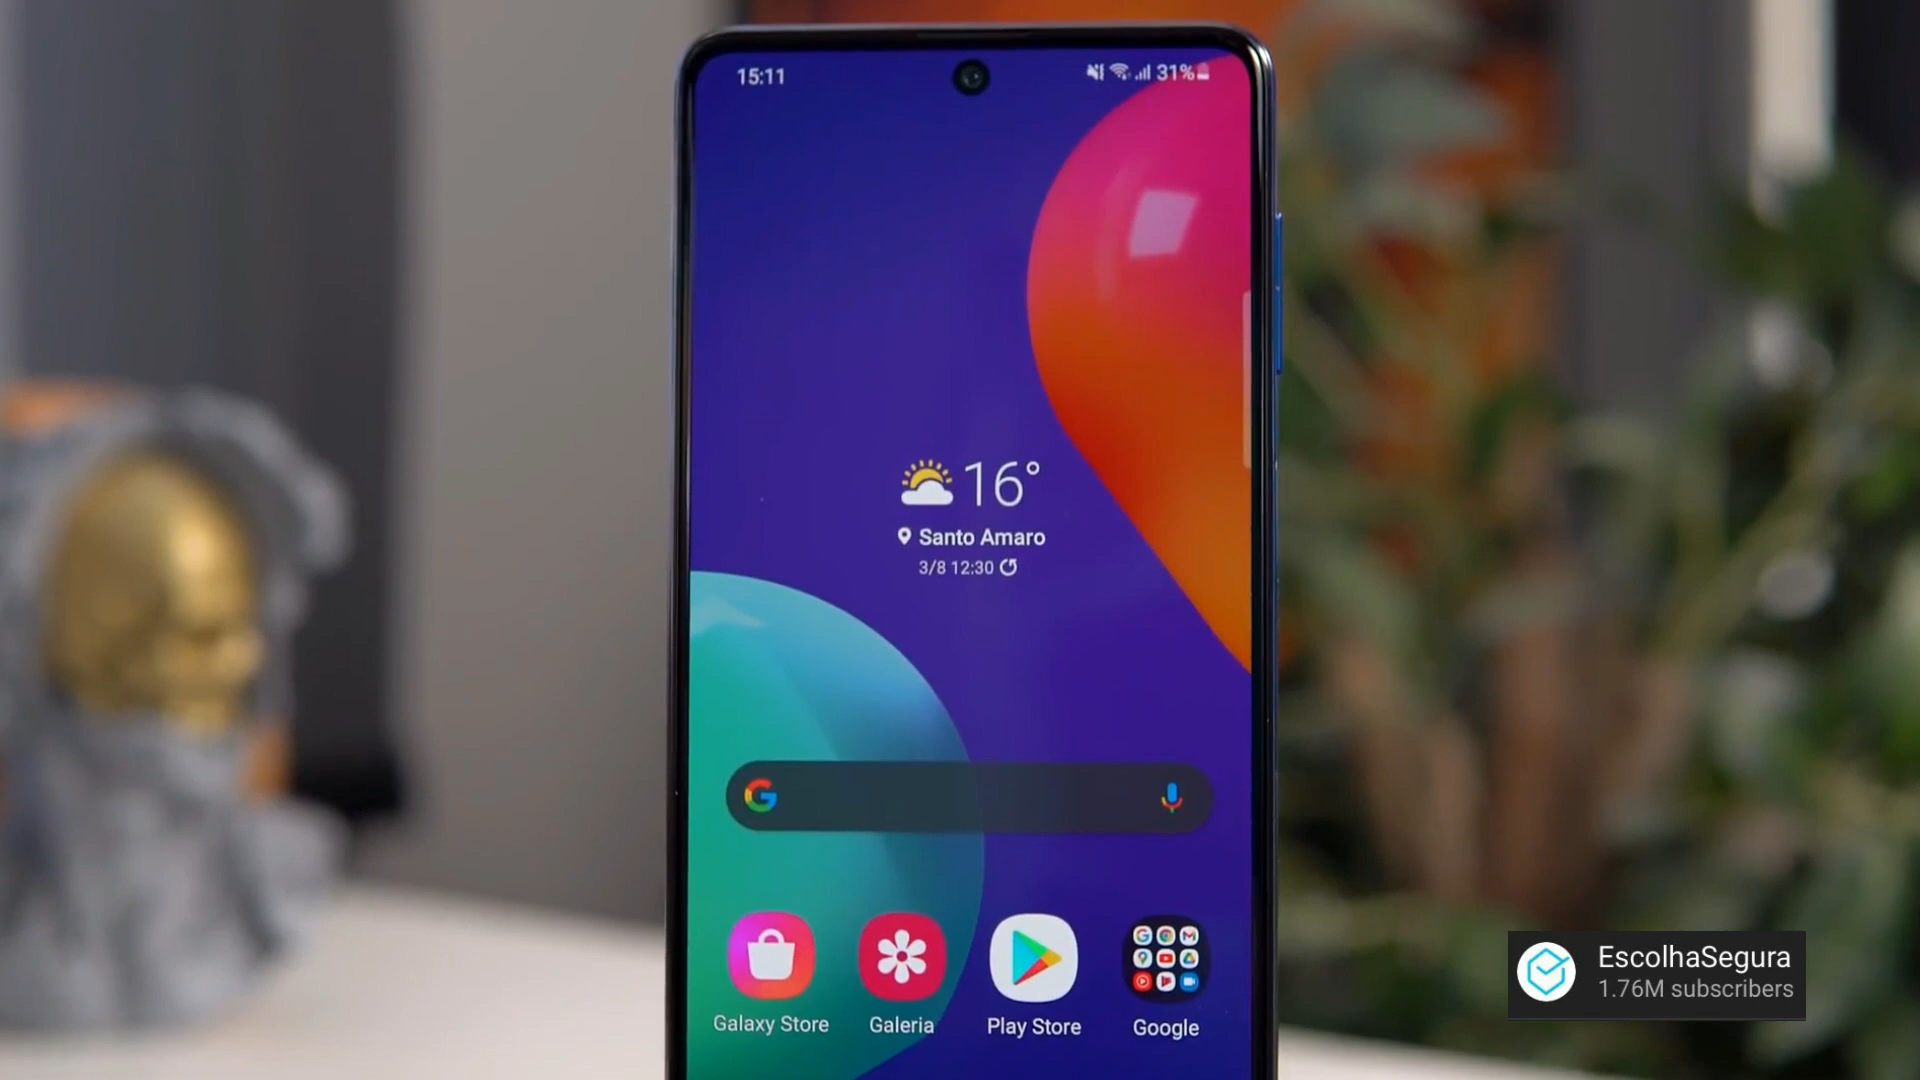 15:11
31%
16°
Santo Amaro
3/8 12:30
Galaxy Store
Galeria
Play Store
Google
EscolhaSegura
1.76M subscribers